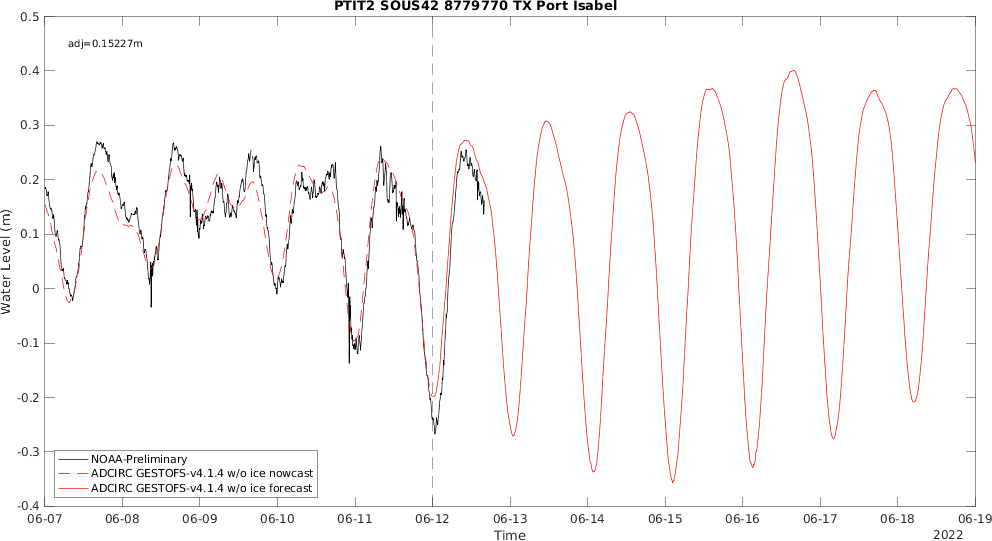 PTIT2 SOUS42 8779770 TX Port Isabel
adj=0.15227m
0.5
0.4
0.3
0.2
0.1
0
-0.1
-0.2
-0.3
-0.4
Water Level (m)
NOAA-Preliminary
ADCIRC GESTOFS-v4.1.4 w/o ice nowcast
ADCIRC GESTOFS-v4.1.4 w/o ice forecast
06-07 06-08 06-09 06-10 06-11 06-12 06-13 06-14 06-15 06-16 06-17 06-18 06-19
Time
2022